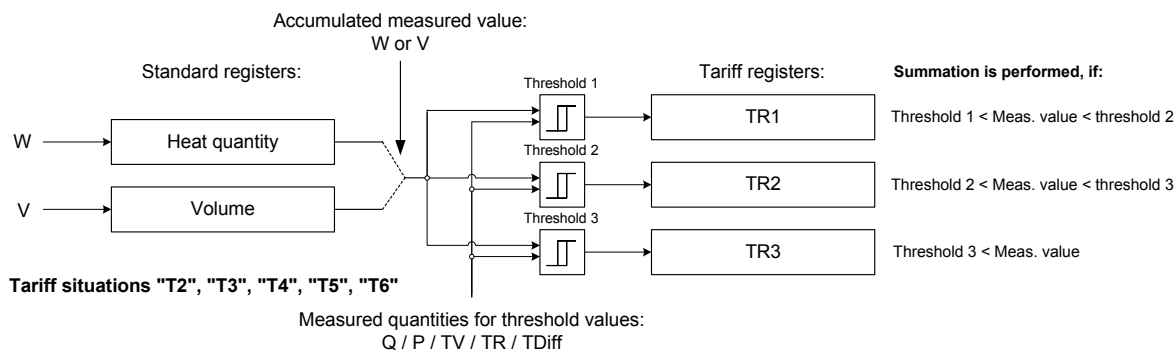 Accumulated measured value:
W or V
Standard registers:
Threshold 1
Tariff registers:
Summation is performed, if:
W
Heat quantity
TR1
Threshold 1 < Meas. value < threshold 2
Threshold 2
V
Volume
TR2
Threshold 2 < Meas. value < threshold 3
Threshold 3
TR3
Threshold 3 < Meas. value
Tariff situations "T2", "T3", "T4", "T5", "T6"
Measured quantities for threshold values:
Q / P / TV / TR / TDiff